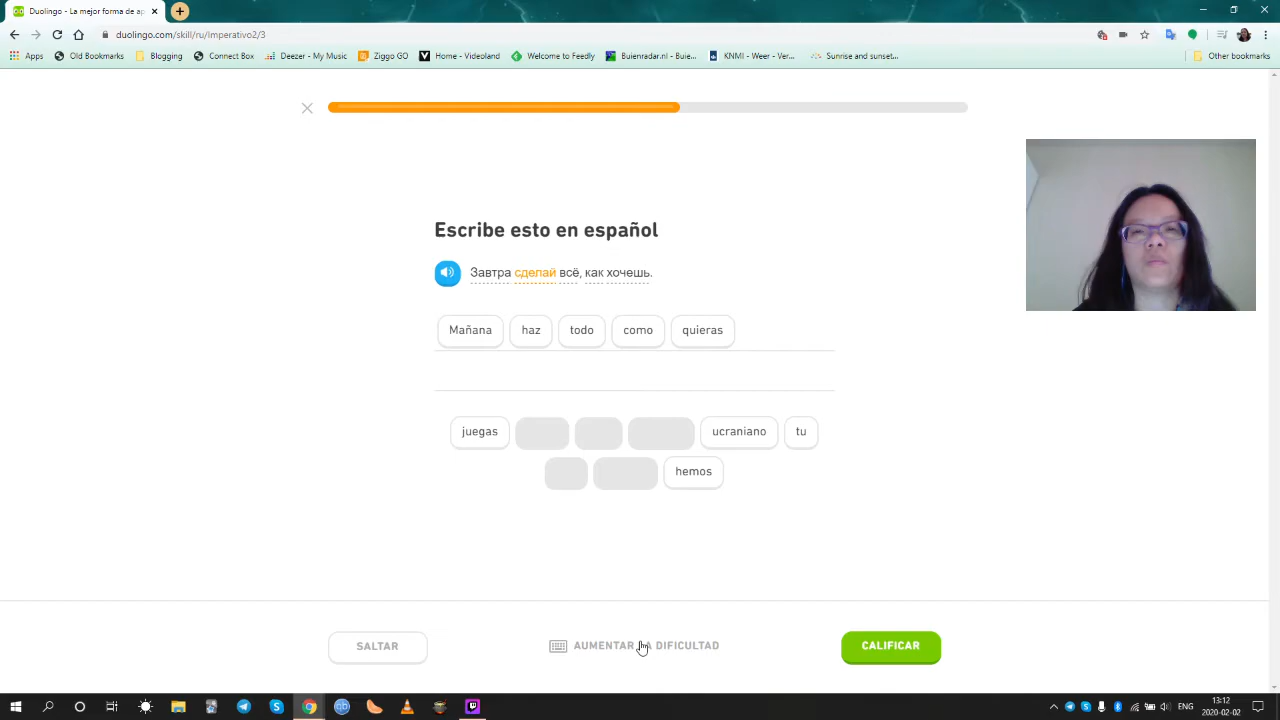 Duolingo - La mejor forma de ap
duolingo.com/skill/ru/Imperativo2/3
Apps Old Bookmarks Blogging Connect Box Deezer - My Music Ziggo GO Home - Videoland Welcome to Feedly Buienradar.nl - Buie... KNMI - Weer - Ver... Sunrise and sunset... Other bookmarks
Escribe esto en español
Завтра сделай всё, как хочешь.
Mañana haz todo como quieras
juegas ucraniano tu
hemos
SALTAR AUMENTAR LA DIFICULTAD CALIFICAR
qb ENG 13:12
2020-02-02